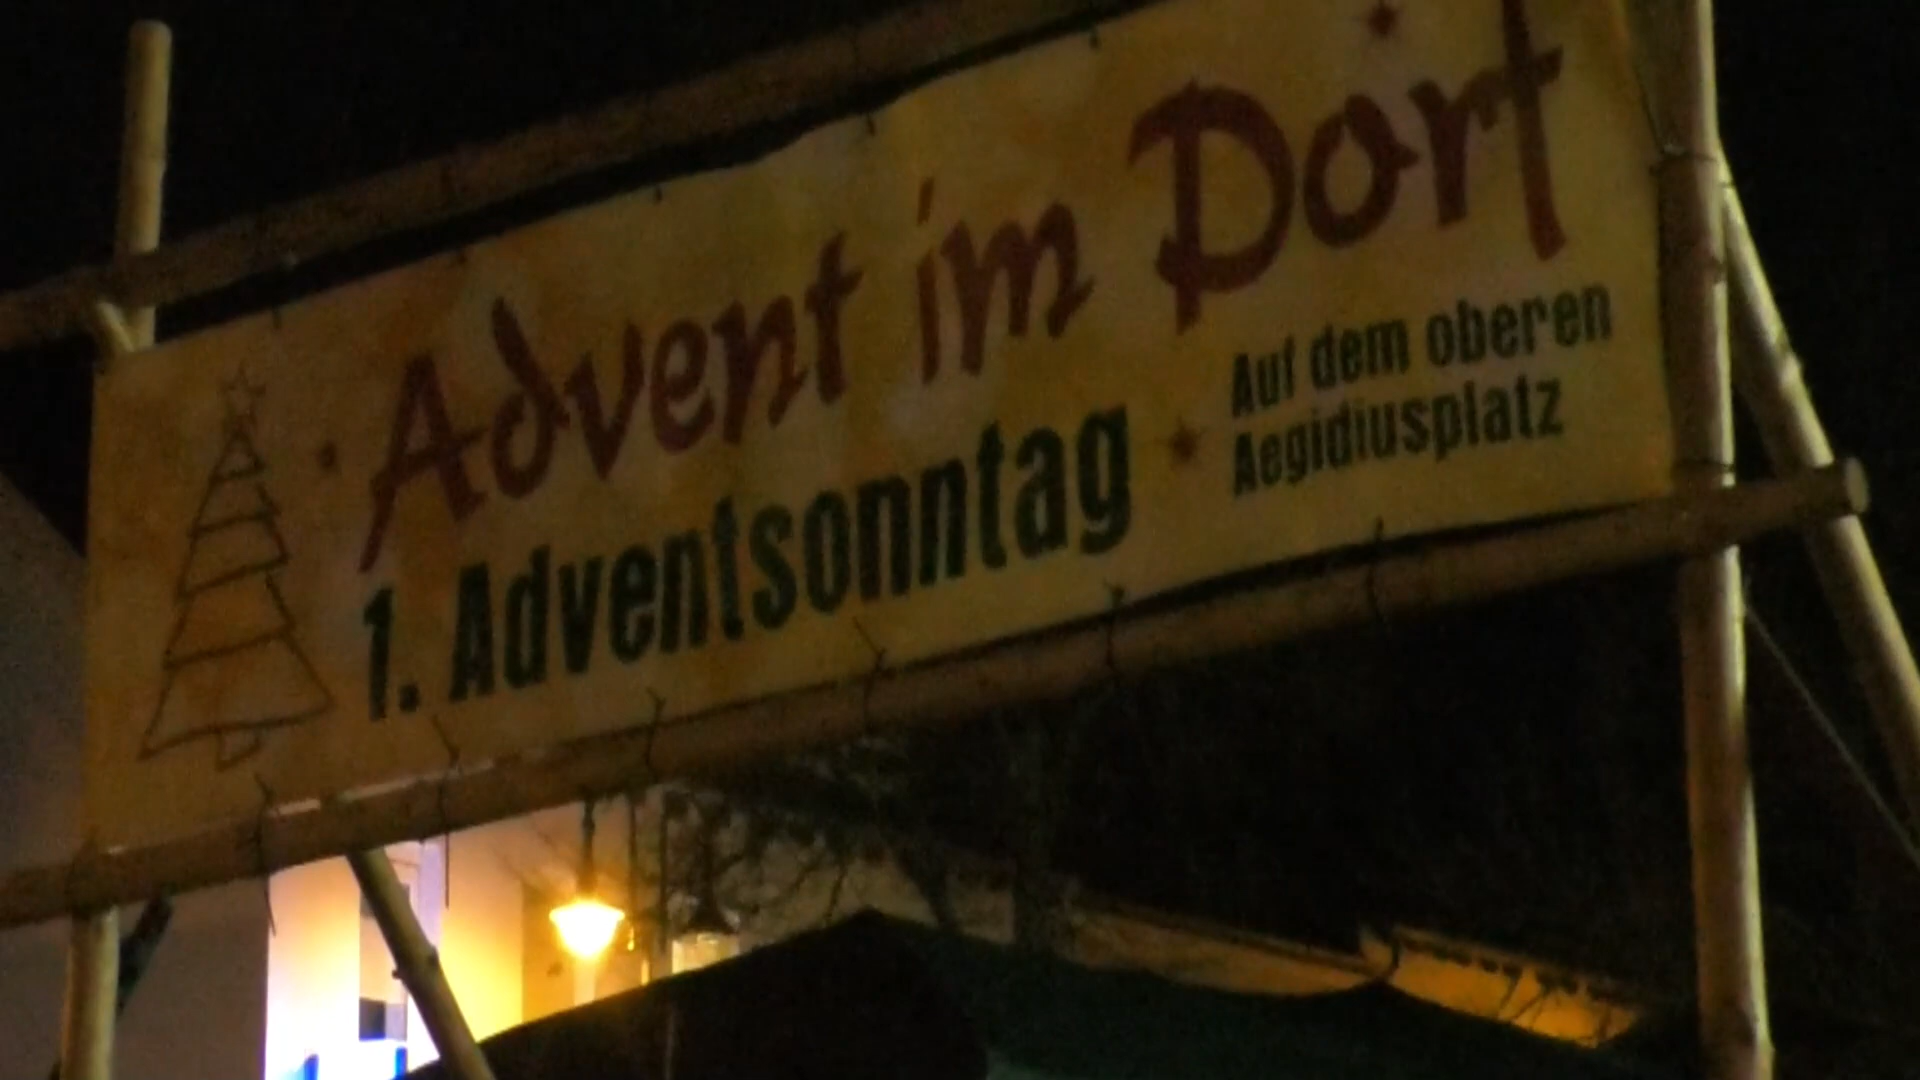 Advent im Dorf
1. Adventsonntag
Auf dem oberen
Aegidiusplatz